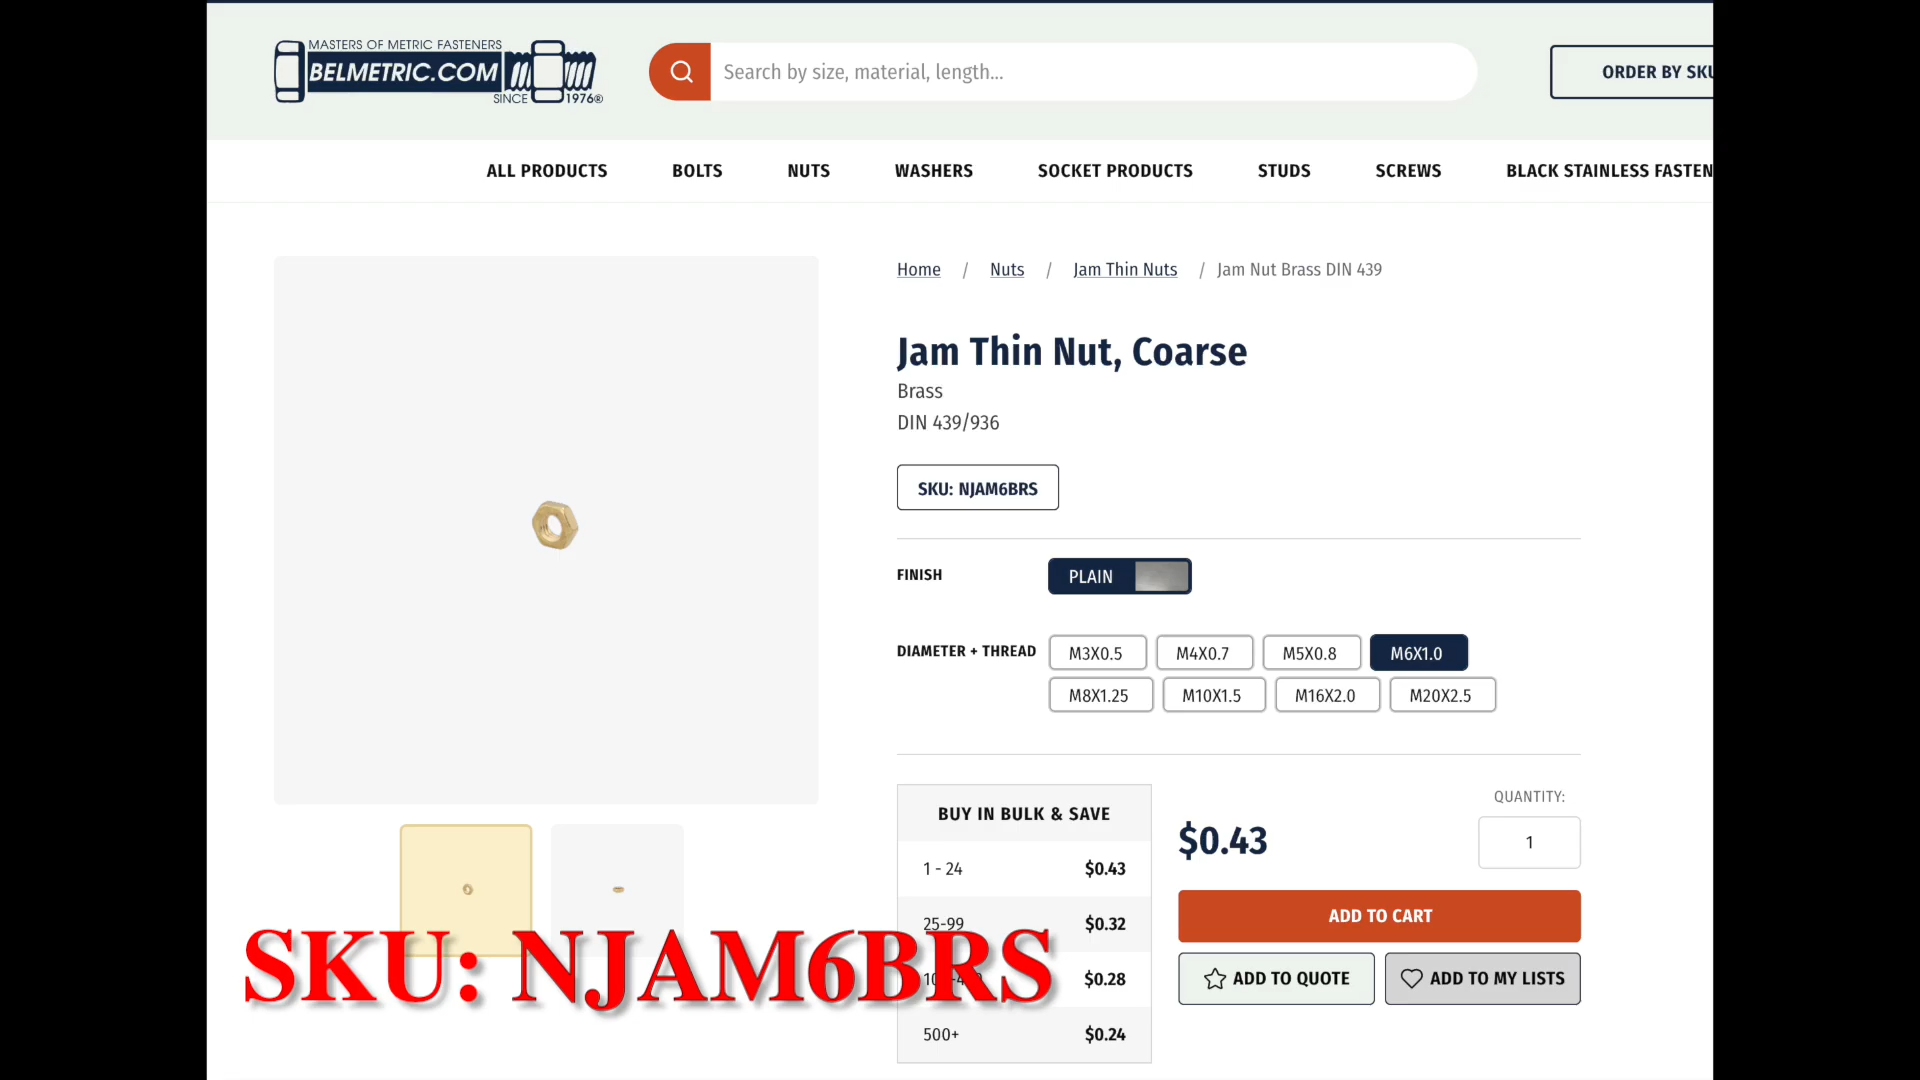 MASTERS OF METRIC FASTENERS
BELMETRIC.COM
SINCE 1976®
Search by size, material, length...
ORDER BY SKU
ALL PRODUCTS
BOLTS
NUTS
WASHERS
SOCKET PRODUCTS
STUDS
SCREWS
BLACK STAINLESS FASTEN
Home / Nuts / Jam Thin Nuts / Jam Nut Brass DIN 439
Jam Thin Nut, Coarse
Brass
DIN 439/936
SKU: NJAM6BRS
FINISH
PLAIN
DIAMETER + THREAD
M3X0.5
M4X0.7
M5X0.8
M6X1.0
M8X1.25
M10X1.5
M16X2.0
M20X2.5
BUY IN BULK & SAVE
1 - 24 $0.43
25-99 $0.32
$0.28
500+ $0.24
$0.43
QUANTITY:
1
ADD TO CART
ADD TO QUOTE
ADD TO MY LISTS
SKU: NJAM6BRS